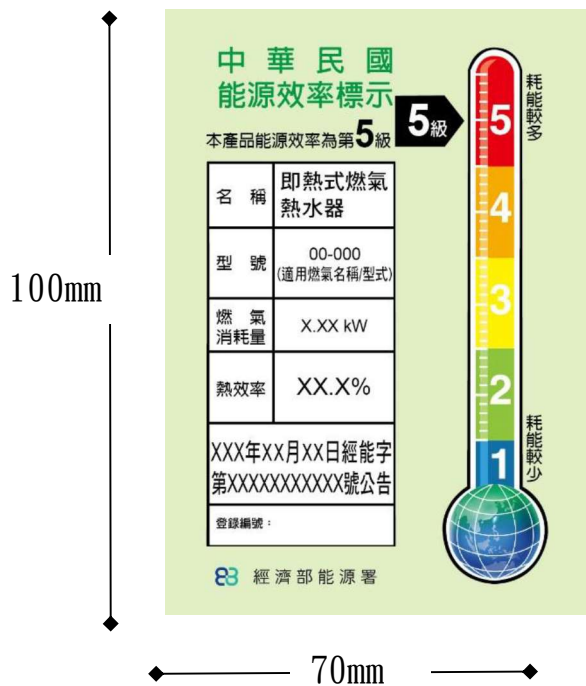 中華民國
能源效率標示
本產品能源效率為第5級
5級
名稱
即熱式燃氣
熱水器
型號
00-000
(適用燃氣名稱/型式)
燃氣
消耗量
X.XX kW
熱效率
XX.X%
XXX年XX月XX日經能字
第XXXXXXXXXXX號公告
登錄編號：
經濟部能源署
耗能較多
5
4
3
2
1
耗能較少
100mm
70mm